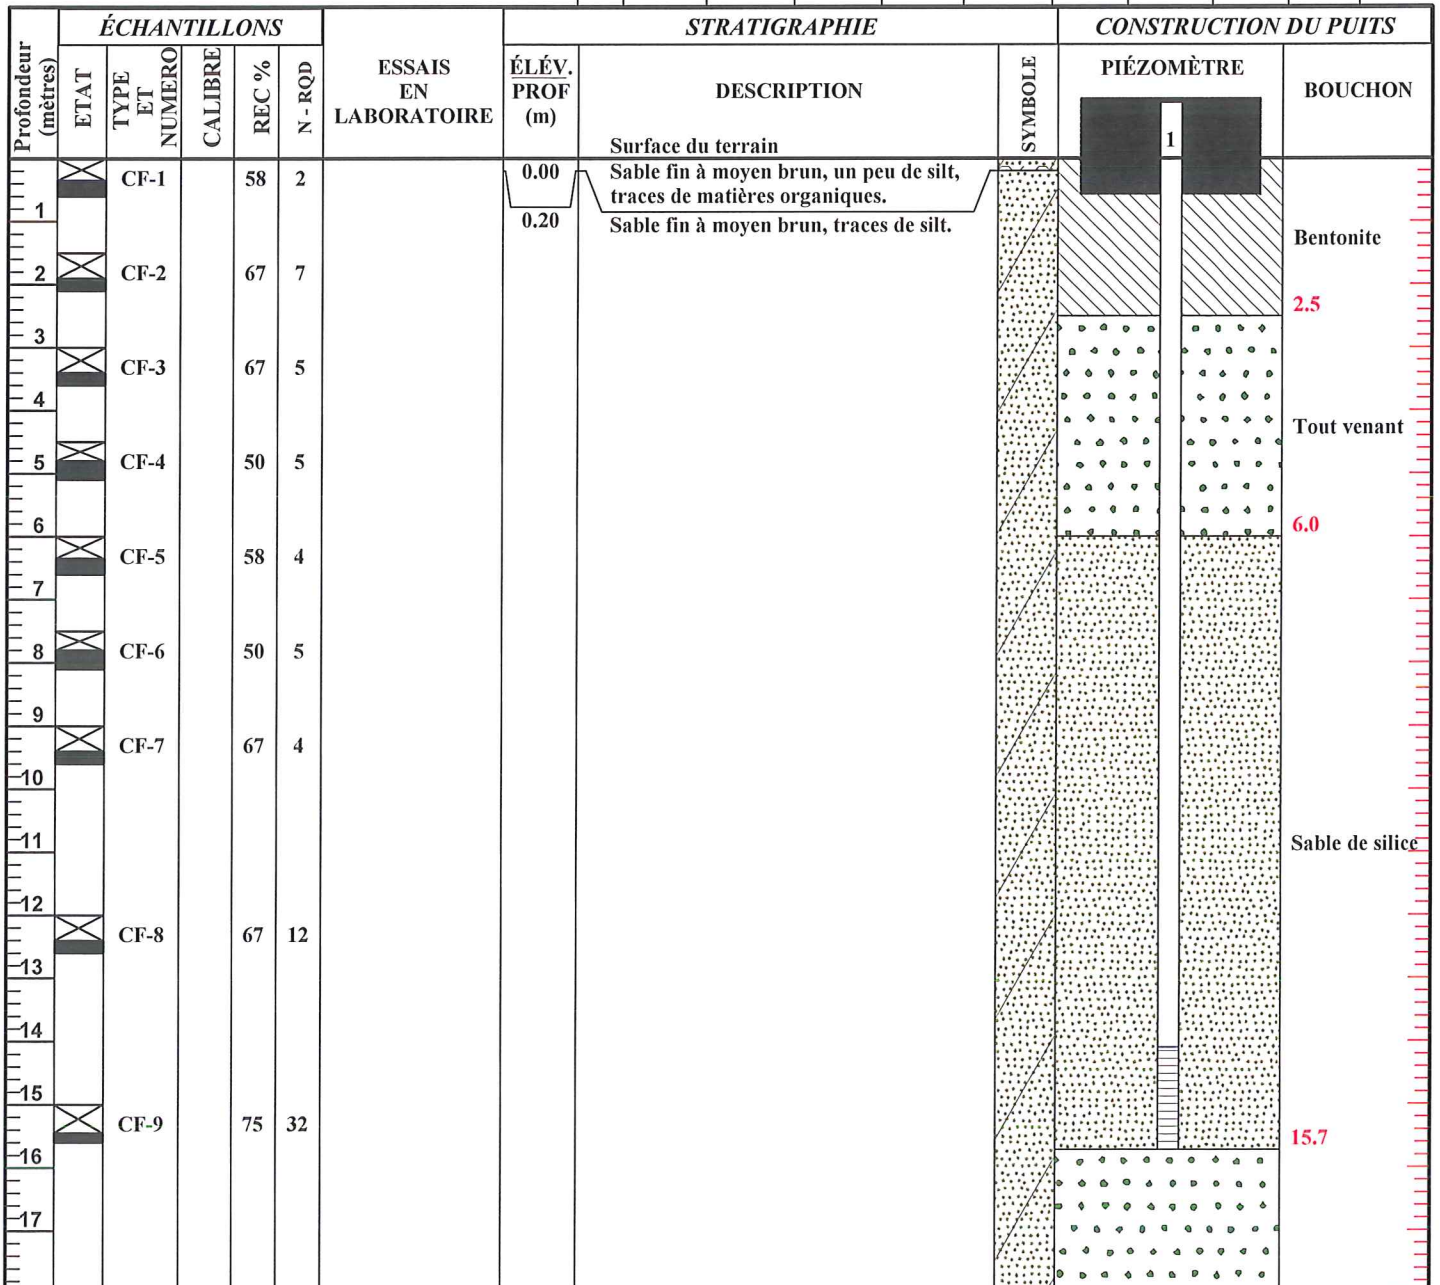 ÉCHANTILLONS
STRATIGRAPHIE
CONSTRUCTION DU PUITS
Profondeur
(mètres)
ETAT
TYPE
ET
NUMERO
CALIBRE
REC %
N - RQD
ESSAIS
EN
LABORATOIRE
ÉLÉV.
PROF
(m)
DESCRIPTION
SYMBOLE
PIÉZOMÈTRE
BOUCHON
1
Surface du terrain
CF-1 58 2
0.00 Sable fin à moyen brun, un peu de silt,
traces de matières organiques.
1
0.20 Sable fin à moyen brun, traces de silt.
Bentonite
2 CF-2 67 7
2.5
3
CF-3 67 5
4
Tout venant
5 CF-4 50 5
6
6.0
CF-5 58 4
7
8 CF-6 50 5
9
CF-7 67 4
10
11
Sable de silice
12
CF-8 67 12
13
14
15
CF-9 75 32
15.7
16
17